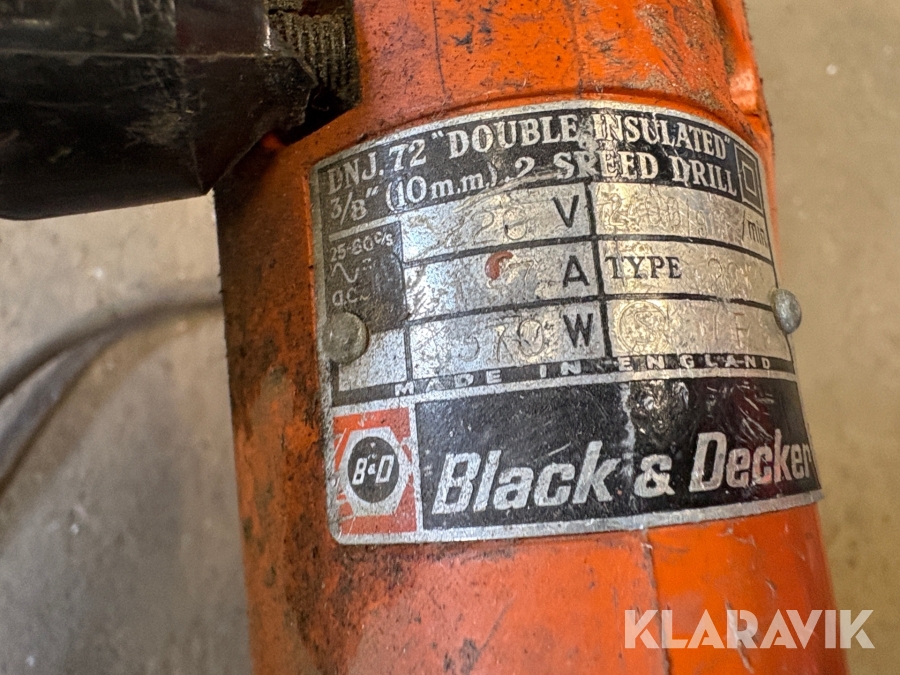 DNJ.72 "DOUBLE INSULATED"
3/8" (10m.m.). 2 SPEED DRILL
25-60c/s
V
/min
A TYPE
W
MADE IN ENGLAND
B&D
Black & Decker
KLARAVIK